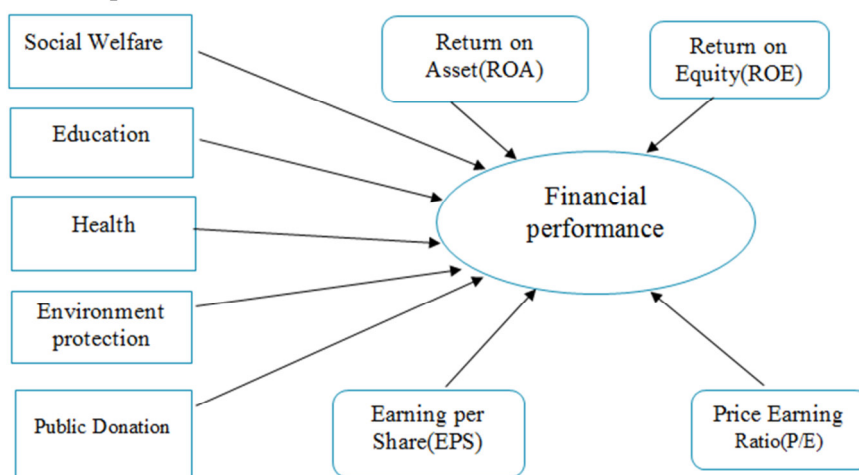 Social Welfare
Education
Health
Environment
protection
Public Donation
Return on
Asset(ROA)
Return on
Equity(ROE)
Financial
performance
Earning per
Share(EPS)
Price Earning
Ratio(P/E)